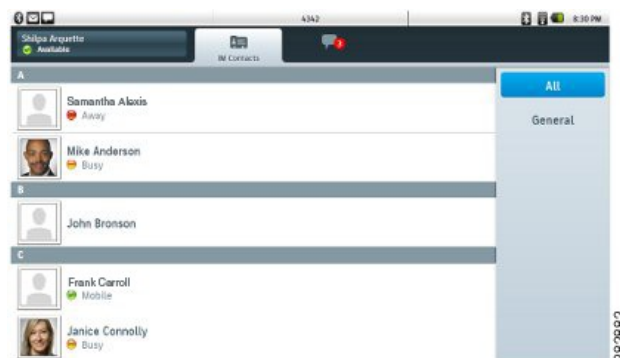 4342
8:30 PM
Shilpa Arquette
Available
IM Contacts
3
A
All
Samantha Alexis
Away
General
Mike Anderson
Busy
B
John Bronson
C
Frank Carroll
Mobile
Janice Connolly
Busy